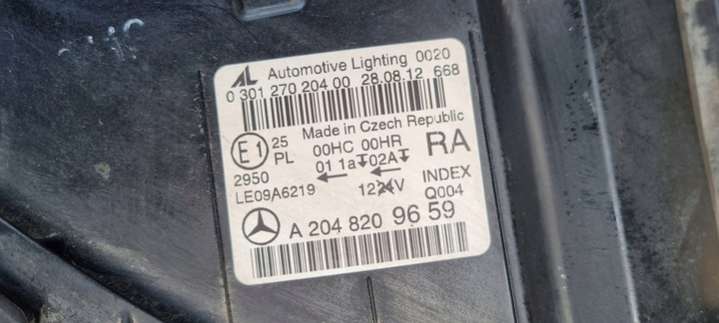 AL Automotive Lighting 0020
0 301 270 204 00 28.08.12 668
Made in Czech Republic
E1 25 00HC 00HR RA
PL 01 1a 02A
2950
LE09A6219 12 V INDEX
Q004
A 204 820 96 59